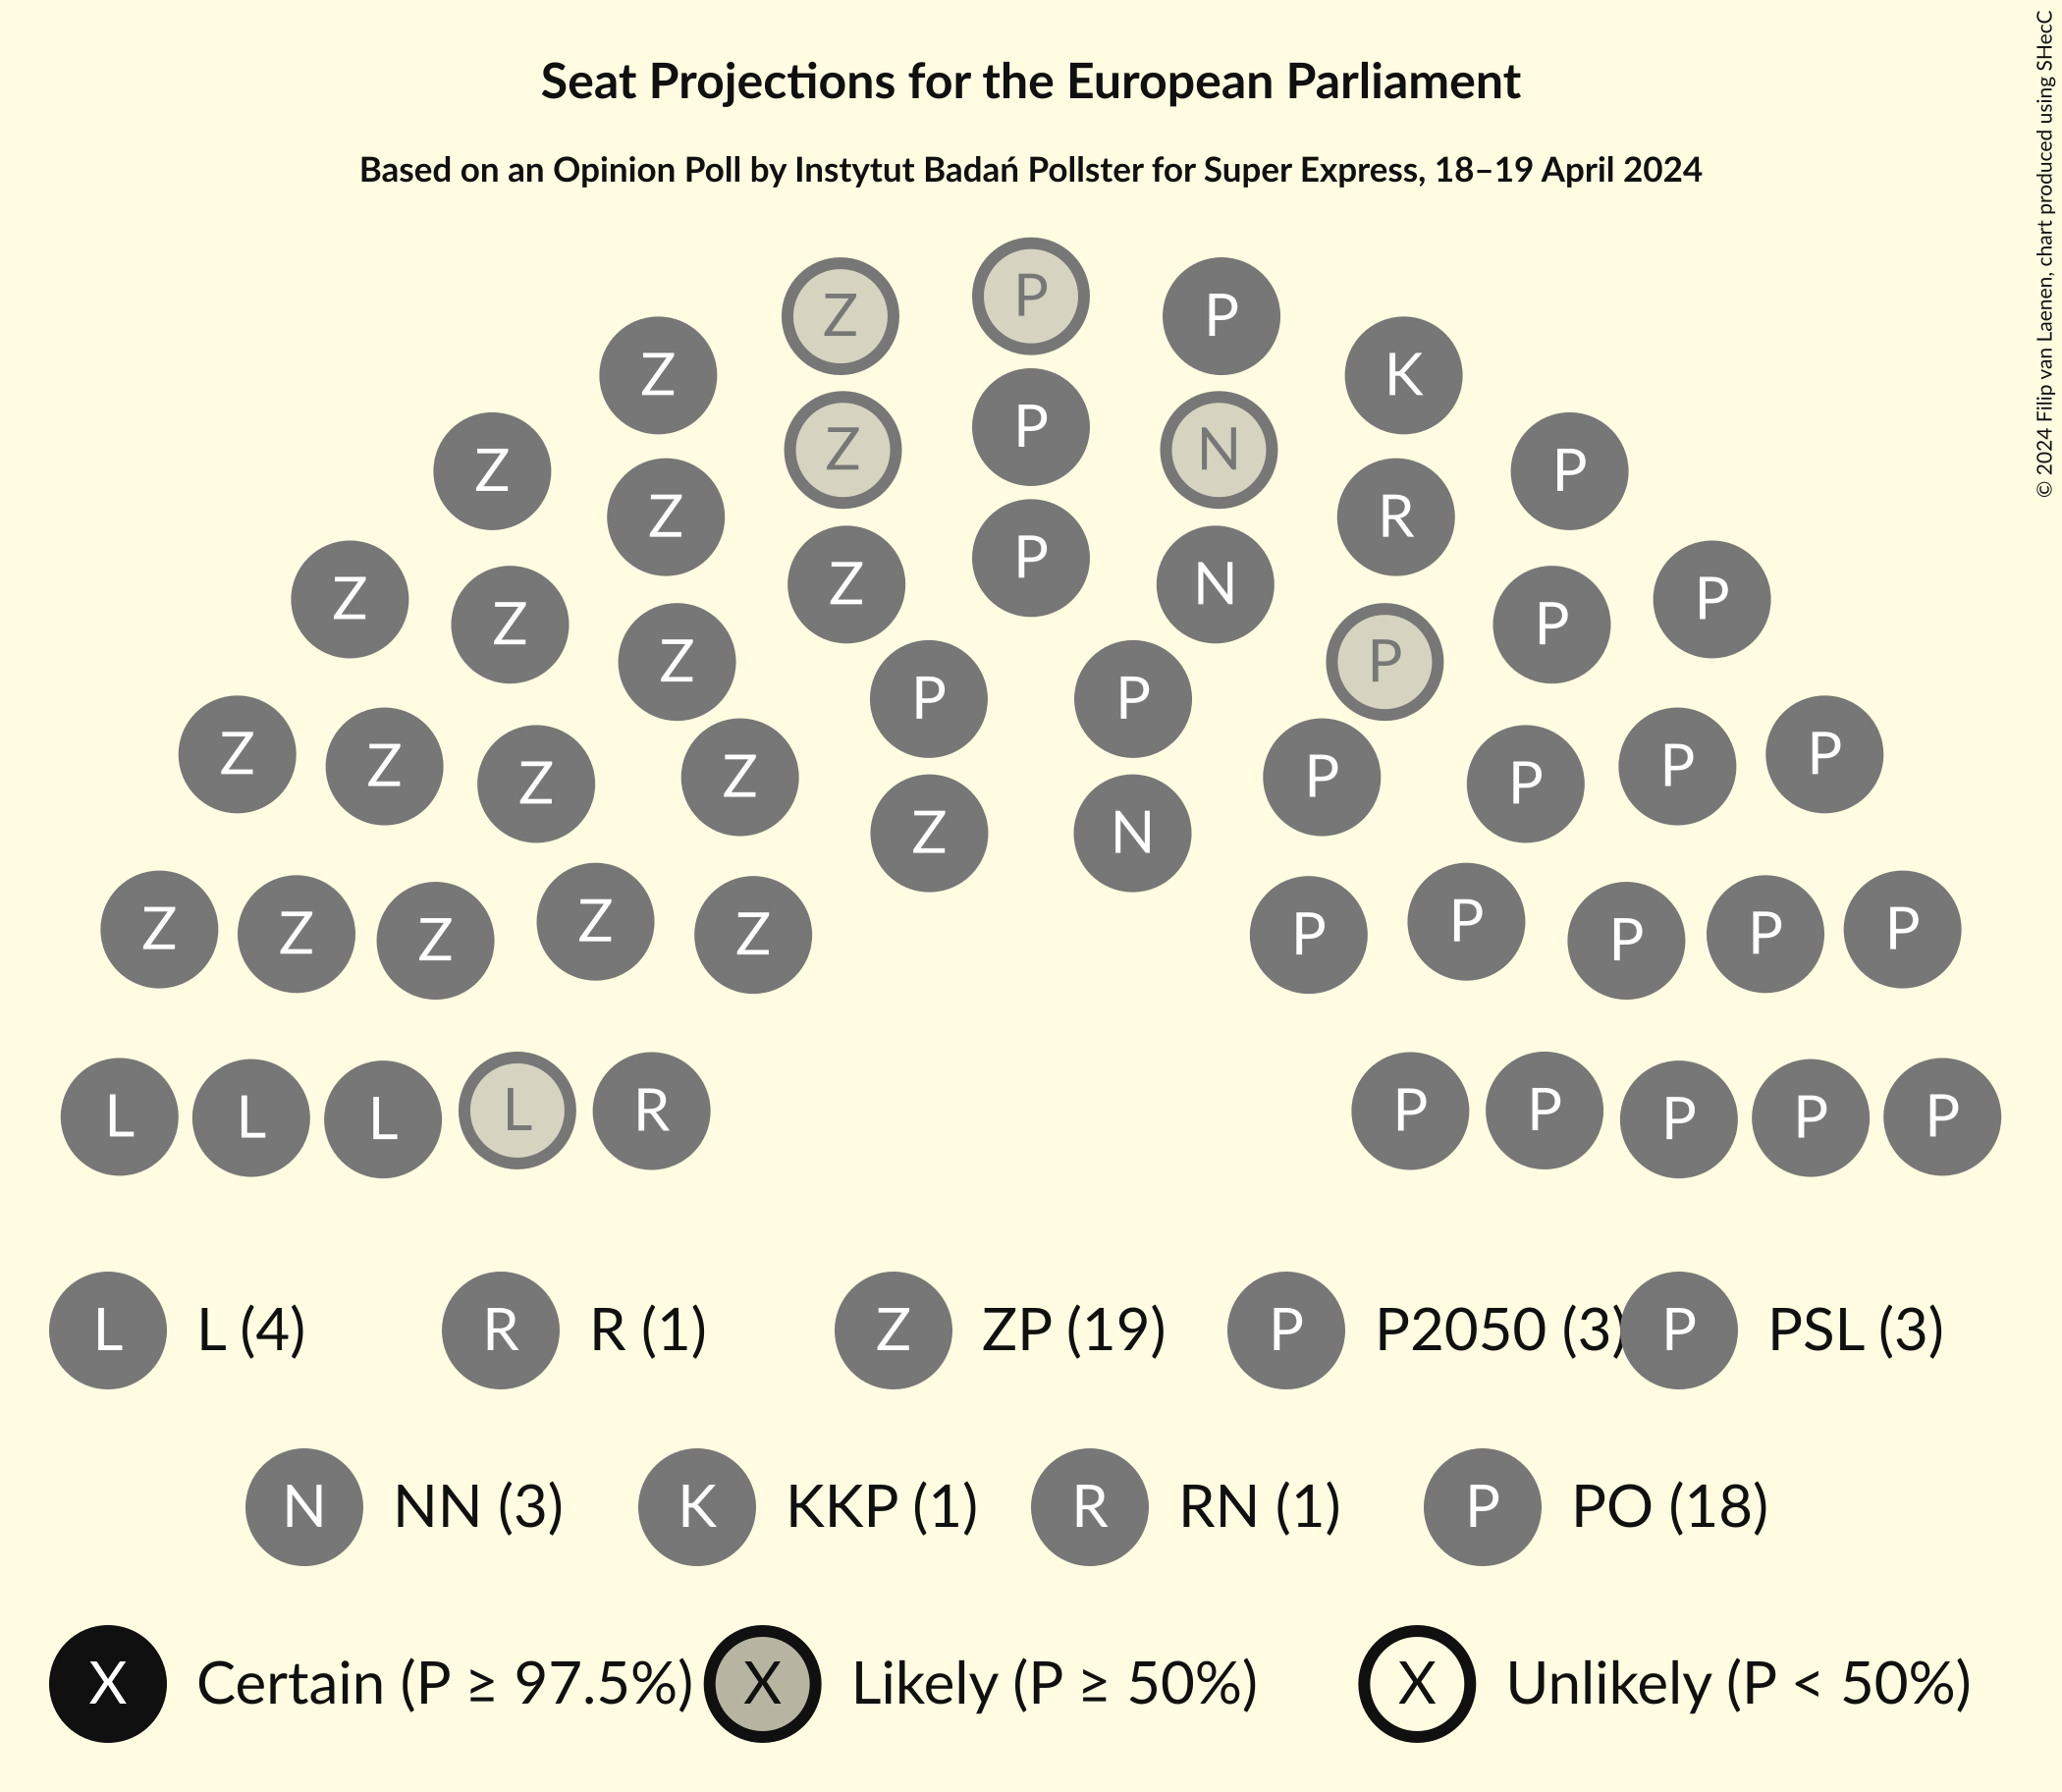 Seat Projections for the European Parliament
Based on an Opinion Poll by Instytut Badań Pollster for Super Express, 18–19 April 2024
© 2024 Filip van Laenen, chart produced using SHecC
P
Z P
Z K
P
Z N
Z P
Z R
P
Z N
Z P
Z P
Z P
P P
Z P
Z P
Z P
Z P
Z N
Z P
Z P
Z P
Z P
Z P
L L L L R P P P P P
L L (4) R R (1) Z ZP (19) P P2050 (3) P PSL (3)
N NN (3) K KKP (1) R RN (1) P PO (18)
X Certain (P ≥ 97.5%) X Likely (P ≥ 50%) X Unlikely (P < 50%)